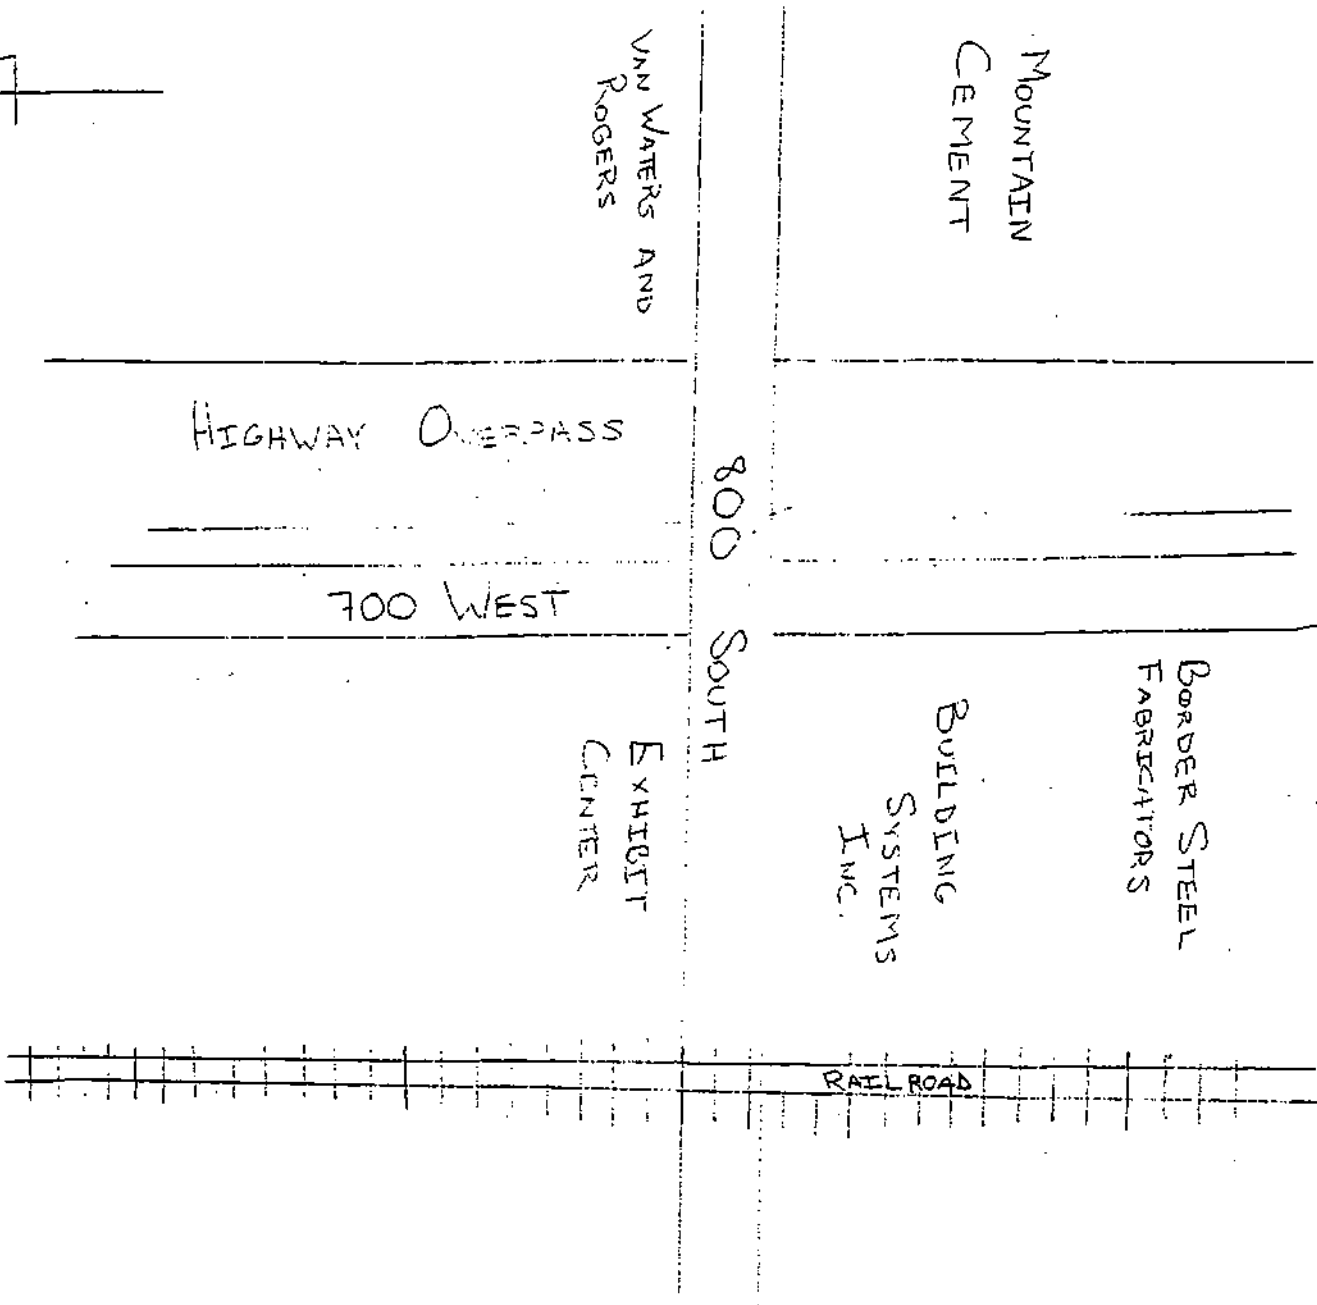 VAN WATERS AND
ROGERS
MOUNTAIN
CEMENT
HIGHWAY OVERPASS
800 SOUTH
700 WEST
EXHIBIT
CENTER
BUILDING
SYSTEMS
INC.
BORDER STEEL
FABRICATORS
RAILROAD